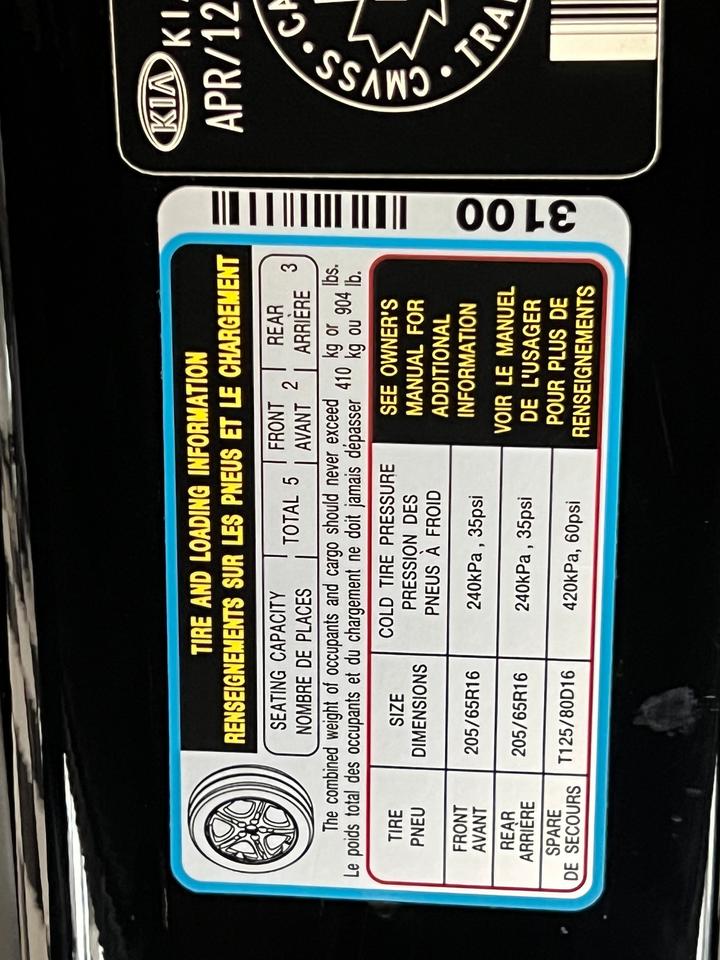 KIA
KIA
APR/12
CMVSS
3100
TIRE AND LOADING INFORMATION
RENSEIGNEMENTS SUR LES PNEUS ET LE CHARGEMENT
SEATING CAPACITY | TOTAL 5 | FRONT 2 | REAR 3
NOMBRE DE PLACES AVANT ARRIÈRE
The combined weight of occupants and cargo should never exceed 410 kg or 904 lbs.
Le poids total des occupants et du chargement ne doit jamais dépasser kg ou lb.
TIRE
PNEU
SIZE
DIMENSIONS
COLD TIRE PRESSURE
PRESSION DES
PNEUS À FROID
FRONT
AVANT
205/65R16
240kPa, 35psi
REAR
ARRIÈRE
205/65R16
240kPa, 35psi
SPARE
DE SECOURS
T125/80D16
420kPa, 60psi
SEE OWNER'S
MANUAL FOR
ADDITIONAL
INFORMATION
VOIR LE MANUEL
DE L'USAGER
POUR PLUS DE
RENSEIGNEMENTS